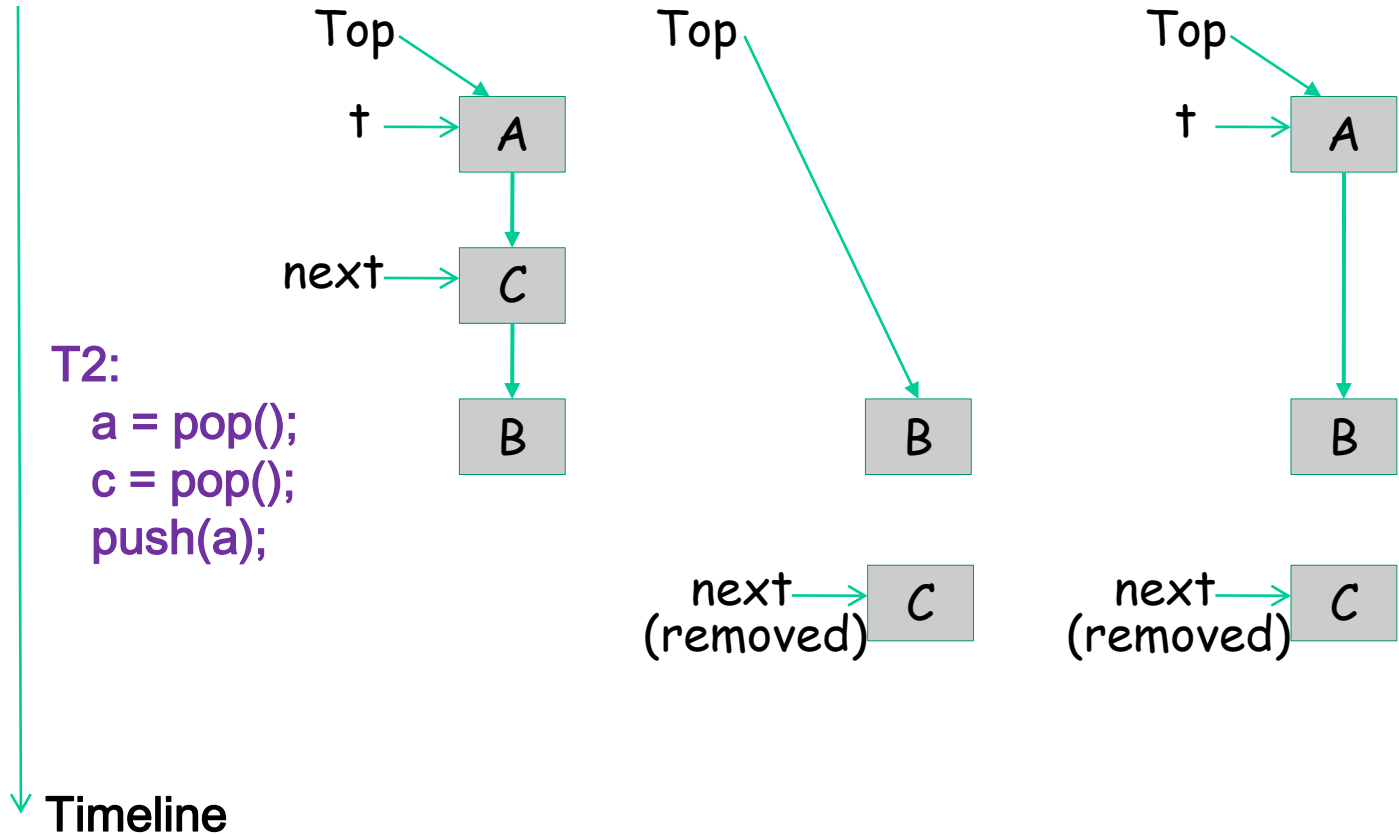 Top
t
A
next
C
B
T2:
a = pop();
c = pop();
push(a);
Top
B
next
(removed)
C
Top
t
A
B
next
(removed)
C
Timeline